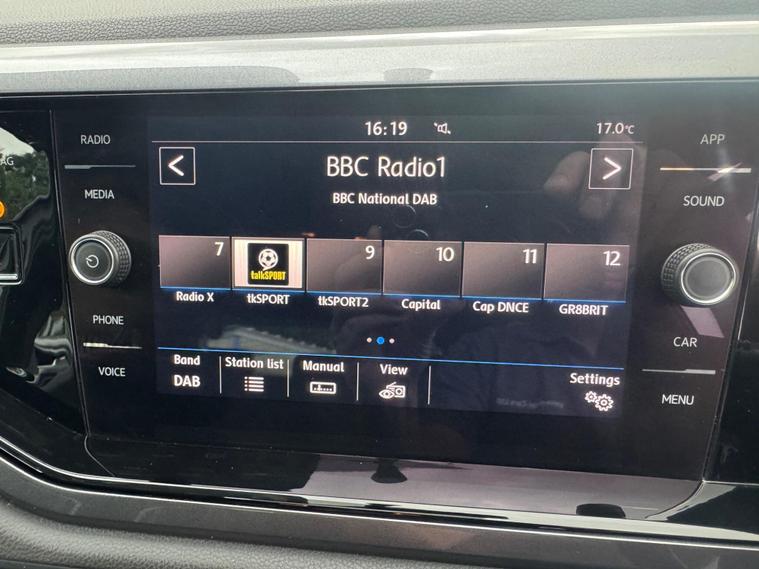 AG
RADIO
MEDIA
PHONE
VOICE
16:19
17.0°C
BBC Radio1
BBC National DAB
7
Radio X
talkSPORT
tkSPORT
9
tkSPORT2
10
Capital
11
Cap DNCE
12
GR8BRIT
Band
DAB
Station list
Manual
View
Settings
APP
SOUND
CAR
MENU